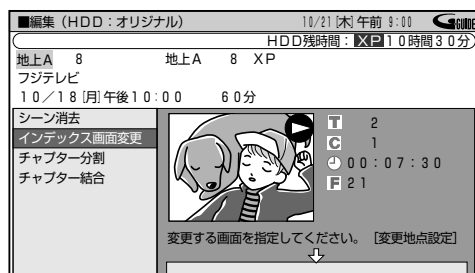 ■編集（HDD：オリジナル） 10/21[木]午前 9:00 GGUIDE
HDD残時間：XP10時間30分
地上A 8 地上A 8 XP
フジテレビ
10／18[月]午後10：00 60分
シーン消去
インデックス画面変更
チャプター分割
チャプター結合
T 2
C 1
00：07：30
F 21
変更する画面を指定してください。［変更地点設定］